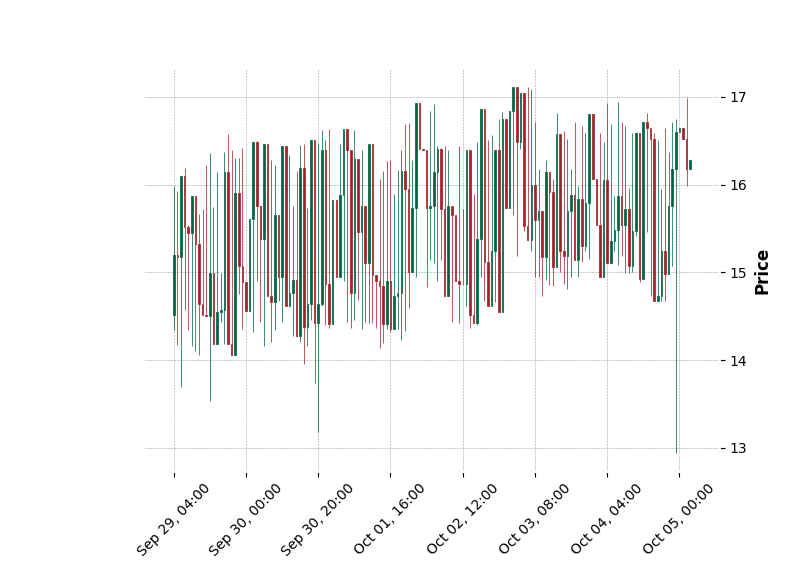 17
16
15
14
13
Price
Sep 29, 04:00
Sep 30, 00:00
Sep 30, 20:00
Oct 01, 16:00
Oct 02, 12:00
Oct 03, 08:00
Oct 04, 04:00
Oct 05, 00:00